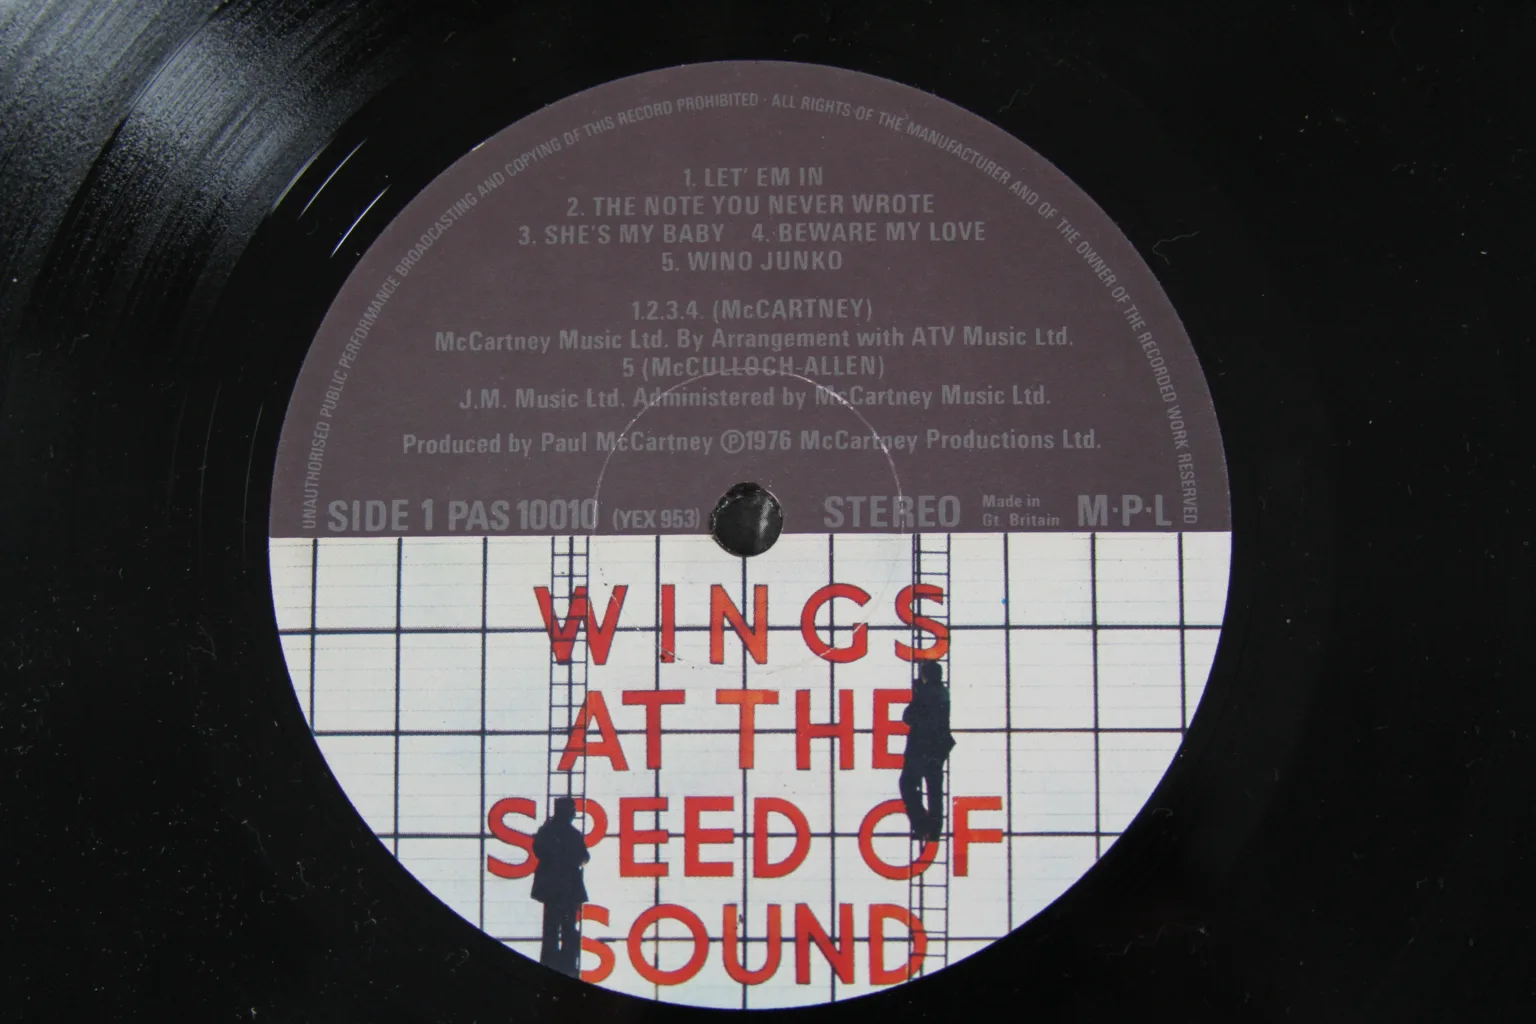 UNAUTHORISED PUBLIC PERFORMANCE BROADCASTING AND COPYING OF THIS RECORD PROHIBITED · ALL RIGHTS OF THE MANUFACTURER AND OF THE OWNER OF THE RECORDED WORK RESERVED
1. LET' EM IN
2. THE NOTE YOU NEVER WROTE
3. SHE'S MY BABY 4. BEWARE MY LOVE
5. WINO JUNKO
1.2.3.4. (McCARTNEY)
McCartney Music Ltd. By Arrangement with ATV Music Ltd.
5 (McCULLOCH-ALLEN)
J.M. Music Ltd. Administered by McCartney Music Ltd.
Produced by Paul McCartney ℗1976 McCartney Productions Ltd.
SIDE 1 PAS 10010 (YEX 953) STEREO Made in Gt. Britain M·P·L
WINGS
AT THE
SPEED OF
SOUND